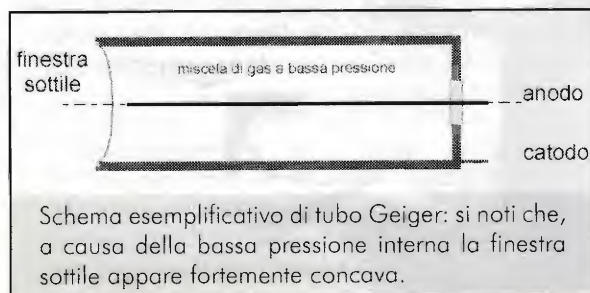 finestra
sottile
miscela di gas a bassa pressione
anodo
catodo
Schema esemplificativo di tubo Geiger: si noti che,
a causa della bassa pressione interna la finestra
sottile appare fortemente concava.